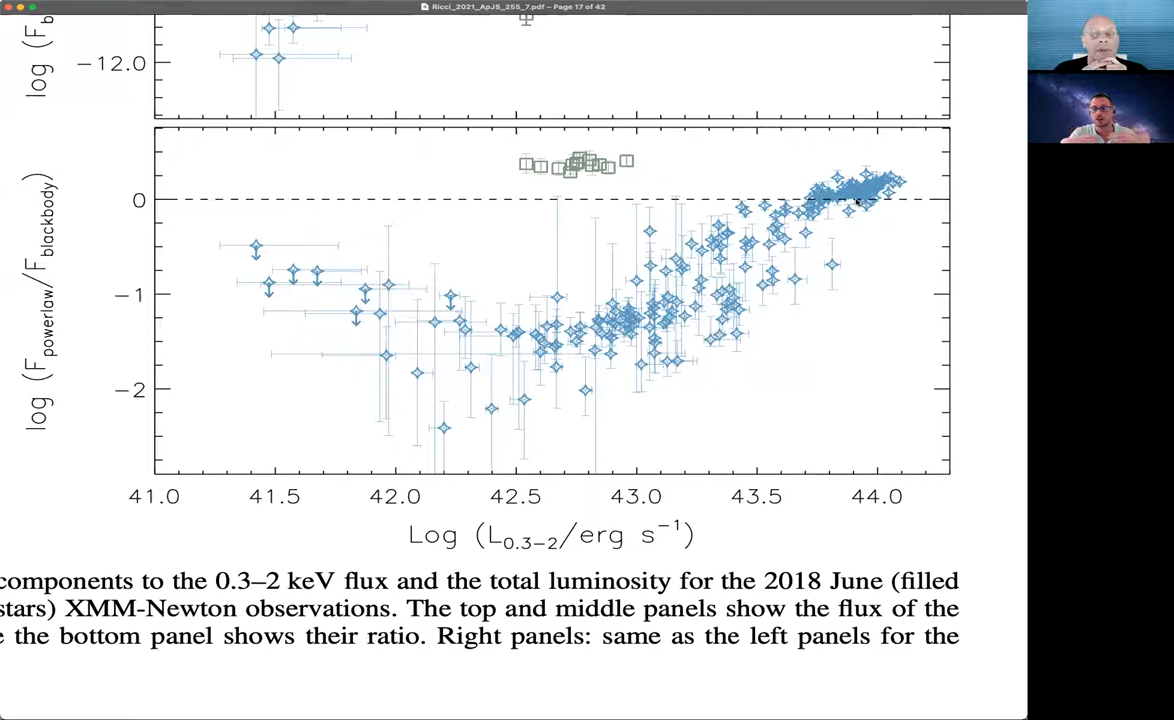 Ricci_2021_ApJS_255_7.pdf – Page 17 of 42
log (F_b
−12.0
log (F_powerlaw/F_blackbody)
0
−1
−2
41.0 41.5 42.0 42.5 43.0 43.5 44.0
Log (L_0.3−2/erg s^−1)
components to the 0.3–2 keV flux and the total luminosity for the 2018 June (filled
stars) XMM-Newton observations. The top and middle panels show the flux of the
e the bottom panel shows their ratio. Right panels: same as the left panels for the